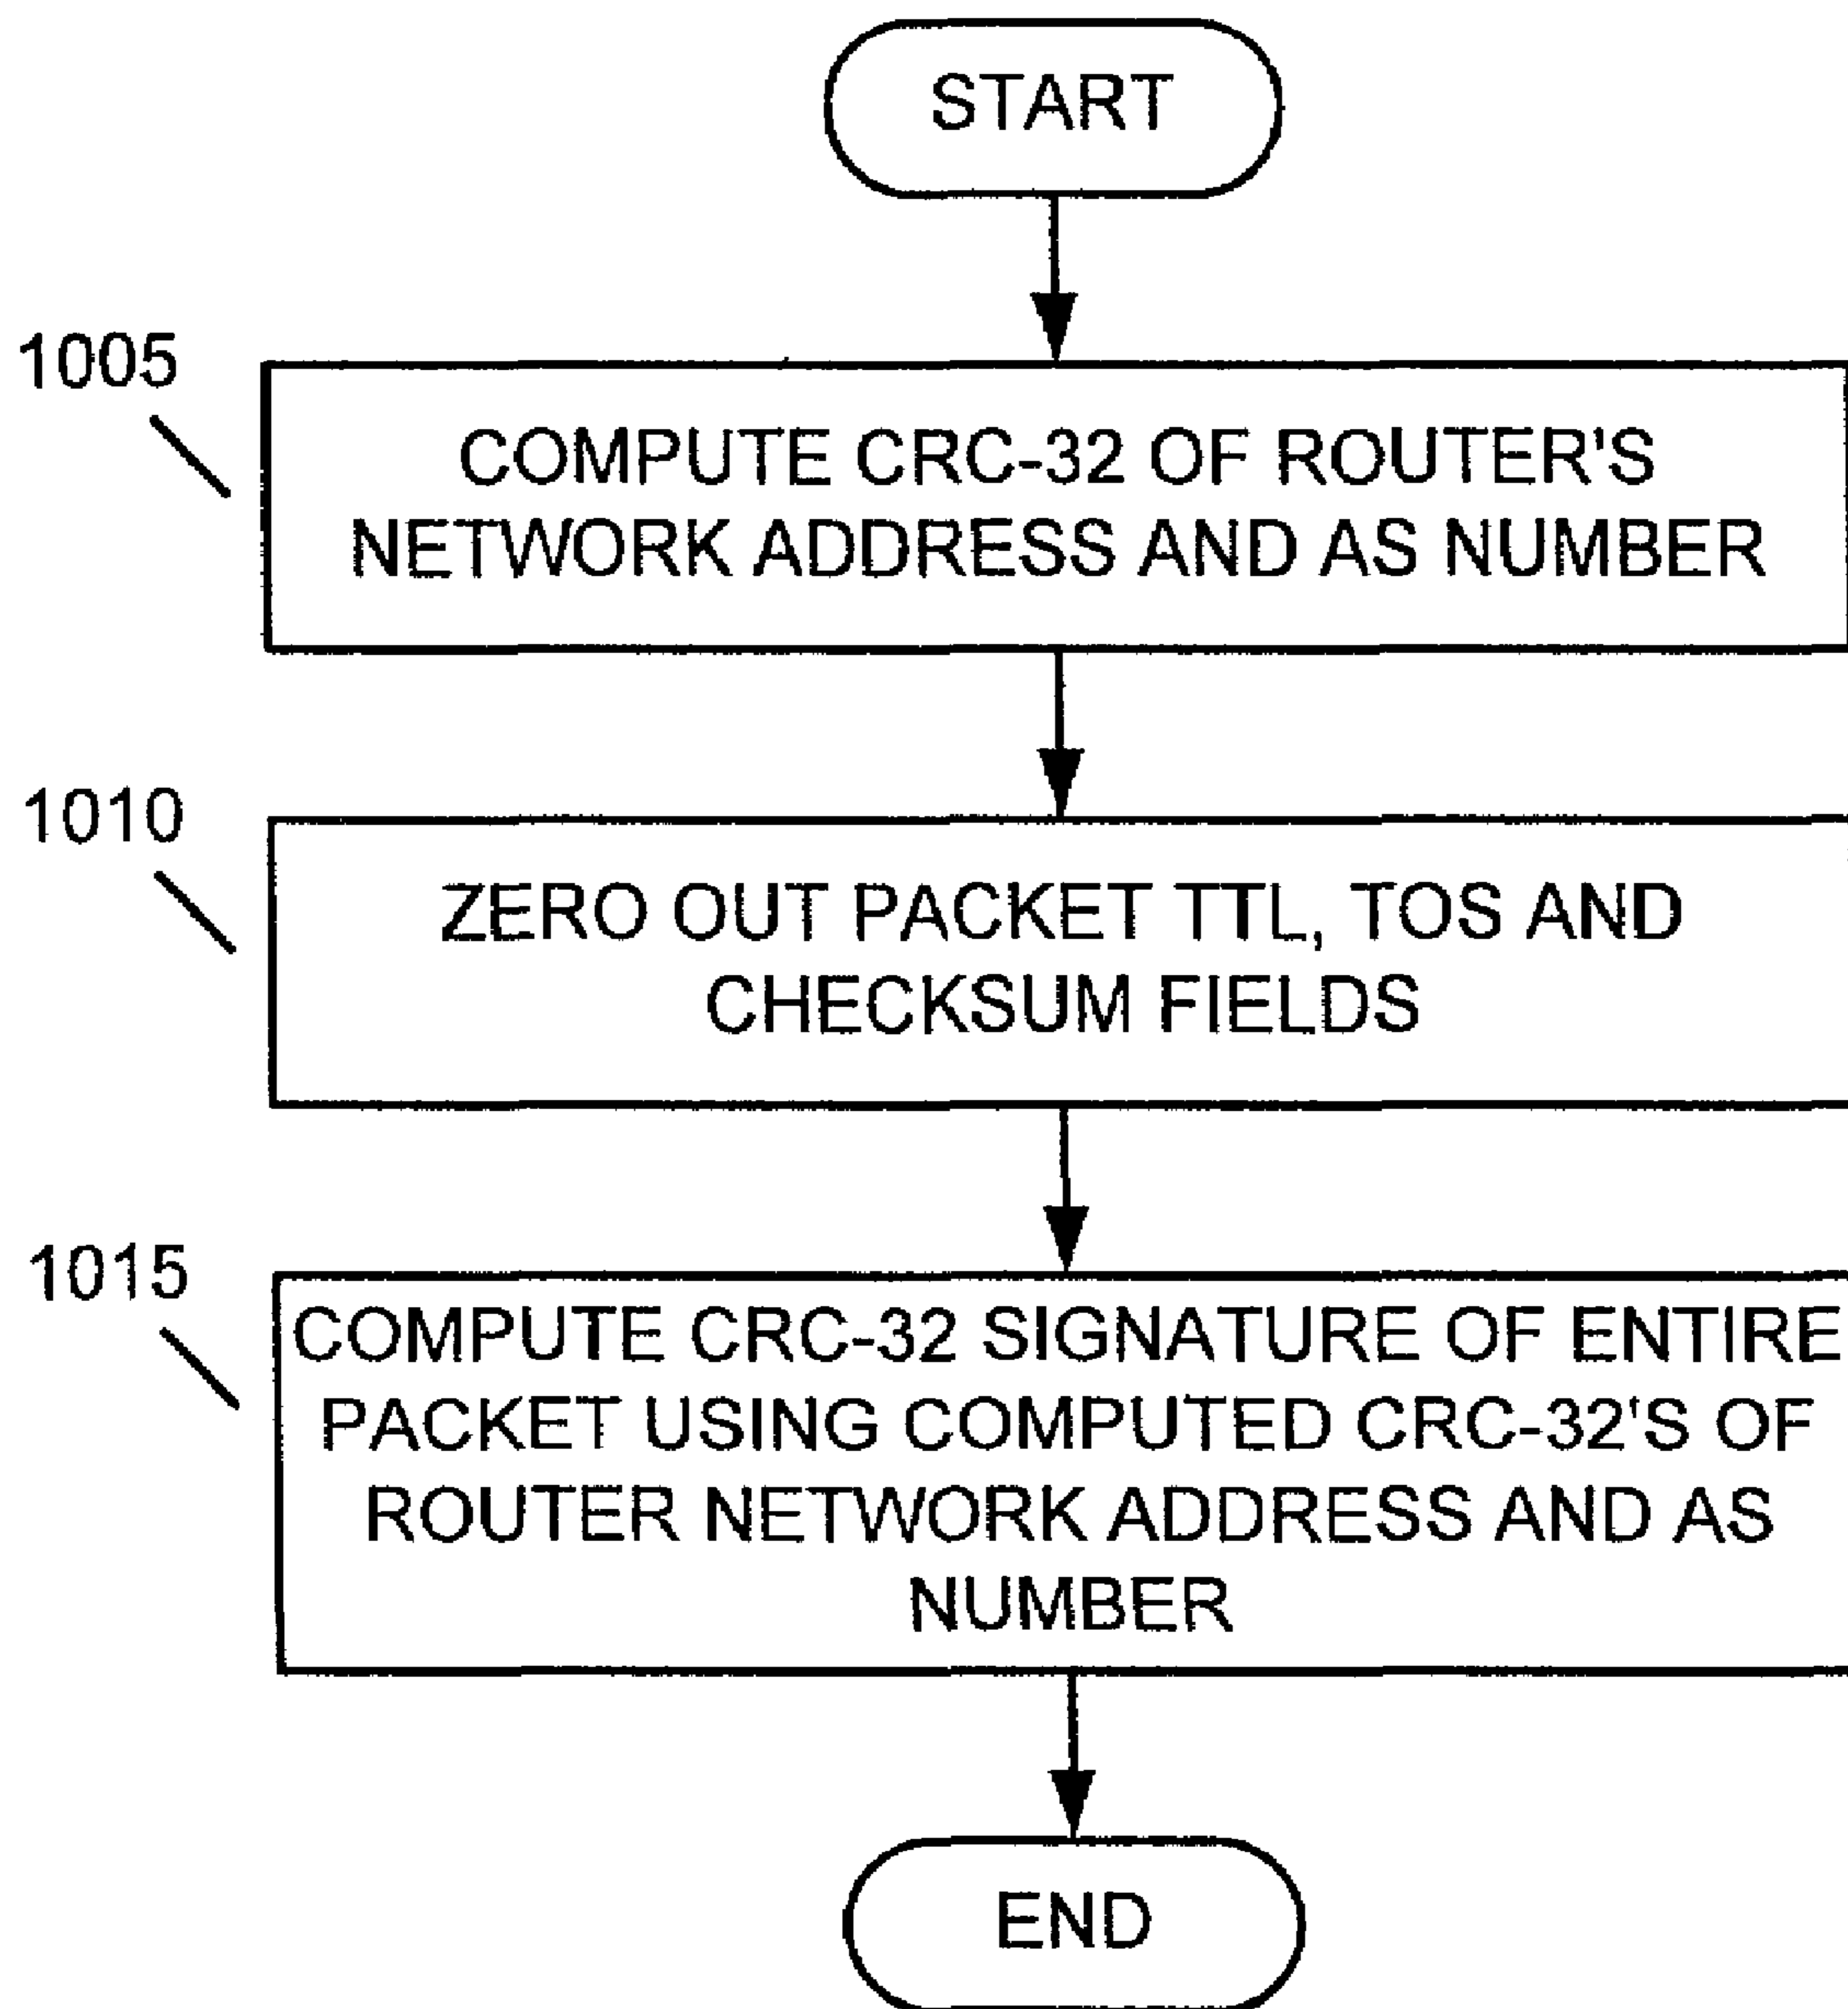 START
1005
COMPUTE CRC-32 OF ROUTER'S
NETWORK ADDRESS AND AS NUMBER
1010
ZERO OUT PACKET TTL, TOS AND
CHECKSUM FIELDS
1015
COMPUTE CRC-32 SIGNATURE OF ENTIRE
PACKET USING COMPUTED CRC-32'S OF
ROUTER NETWORK ADDRESS AND AS
NUMBER
END